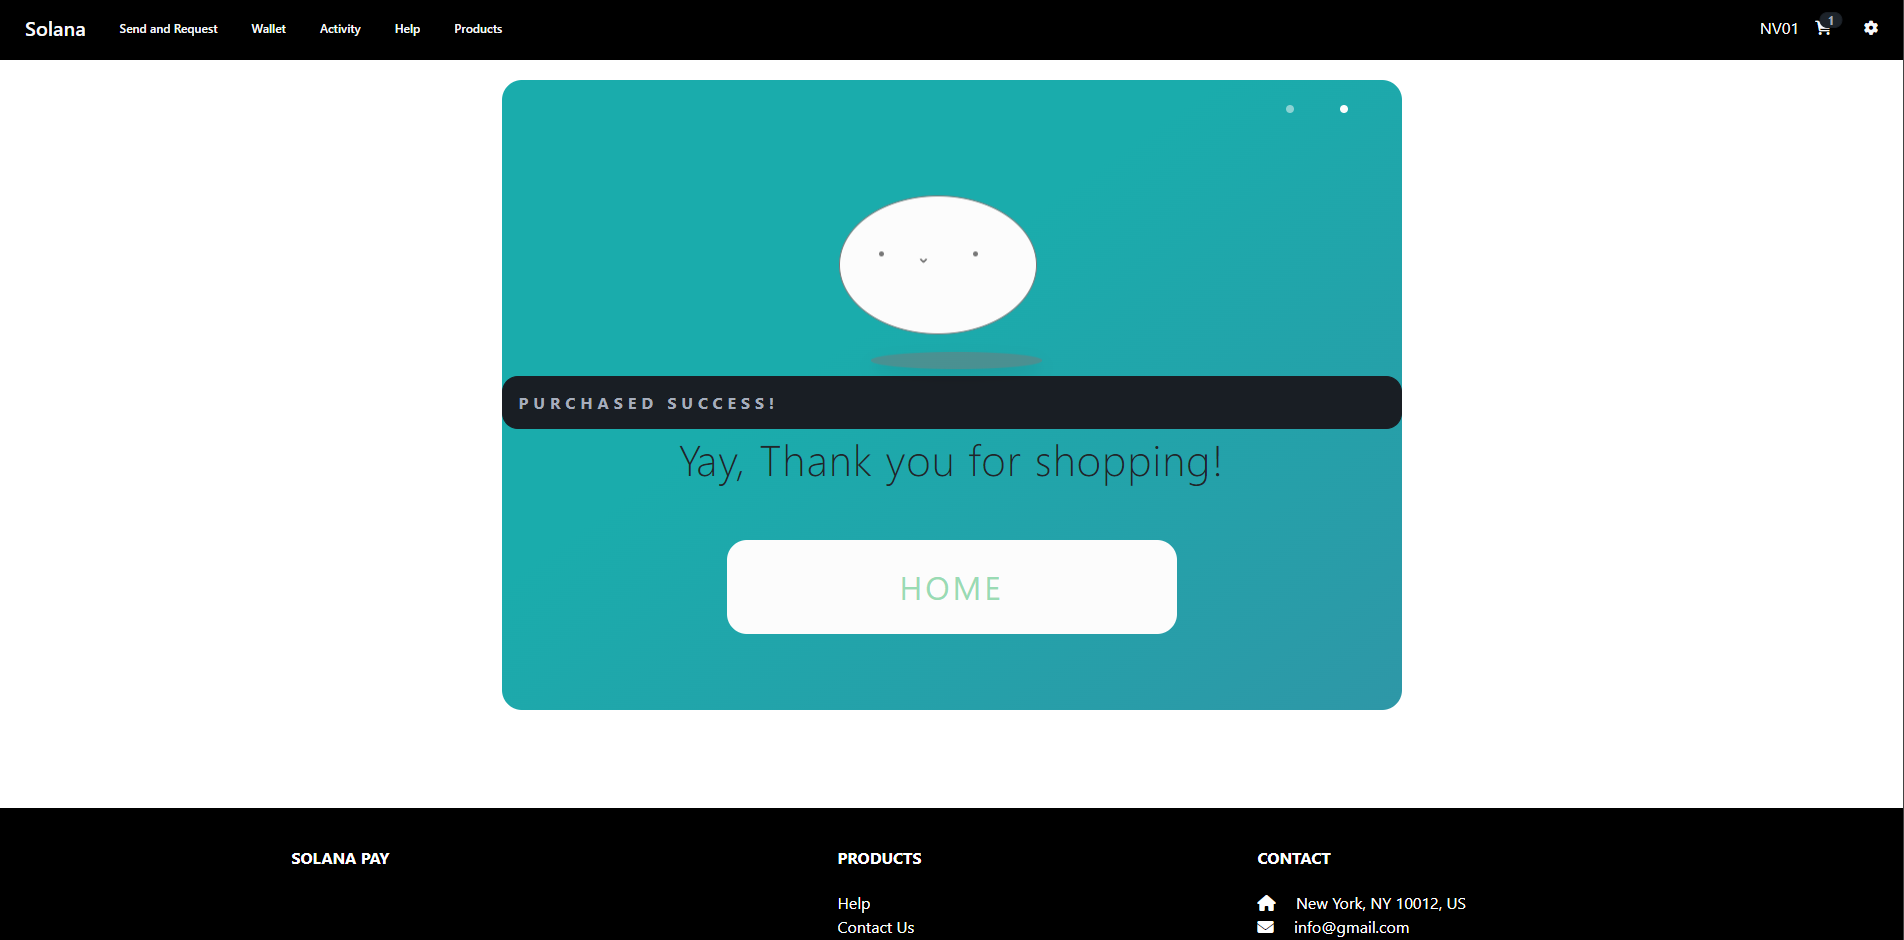 Solana Send and Request Wallet Activity Help Products NV01 1
PURCHASED SUCCESS!
Yay, Thank you for shopping!
HOME
SOLANA PAY
PRODUCTS
Help
Contact Us
CONTACT
New York, NY 10012, US
info@gmail.com